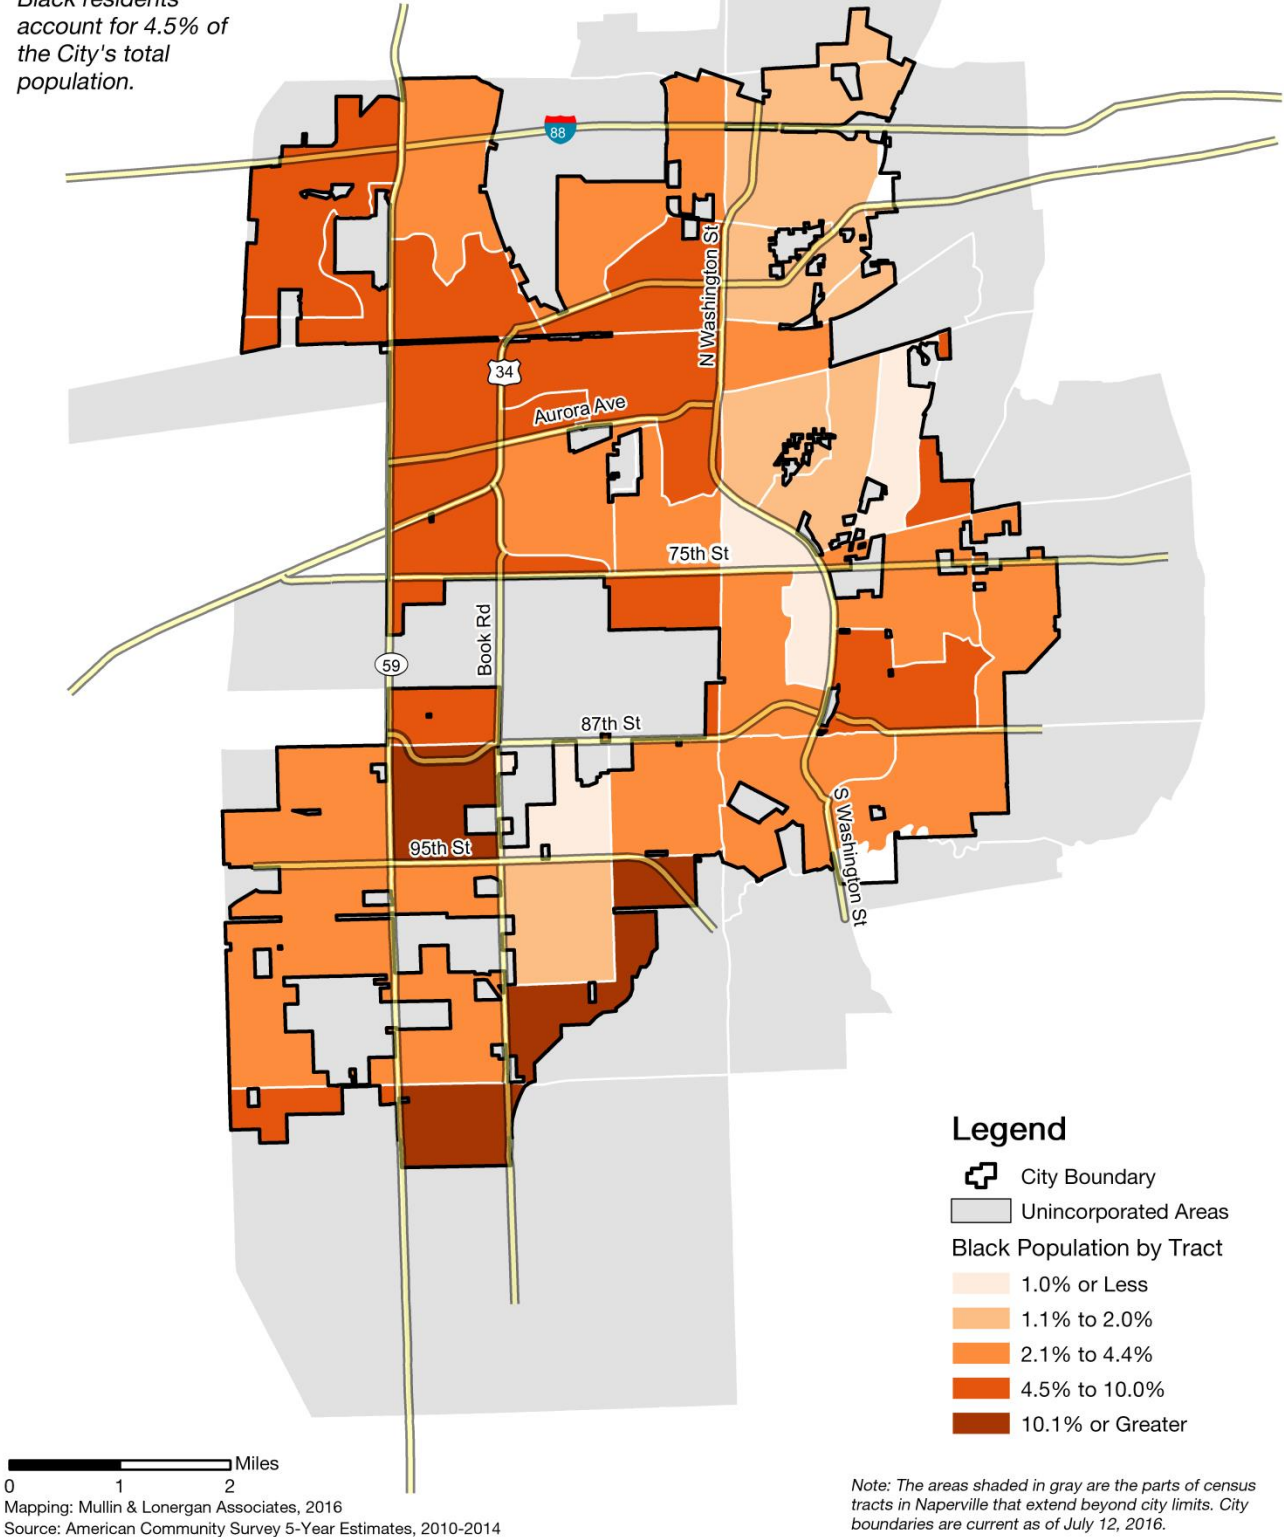 Black residents
account for 4.5% of
the City's total
population.
88
N Washington St
34
Aurora Ave
75th St
Book Rd
59
87th St
95th St
S Washington St
Legend
City Boundary
Unincorporated Areas
Black Population by Tract
1.0% or Less
1.1% to 2.0%
2.1% to 4.4%
4.5% to 10.0%
10.1% or Greater
Miles
0 1 2
Mapping: Mullin & Lonergan Associates, 2016
Source: American Community Survey 5-Year Estimates, 2010-2014
Note: The areas shaded in gray are the parts of census
tracts in Naperville that extend beyond city limits. City
boundaries are current as of July 12, 2016.